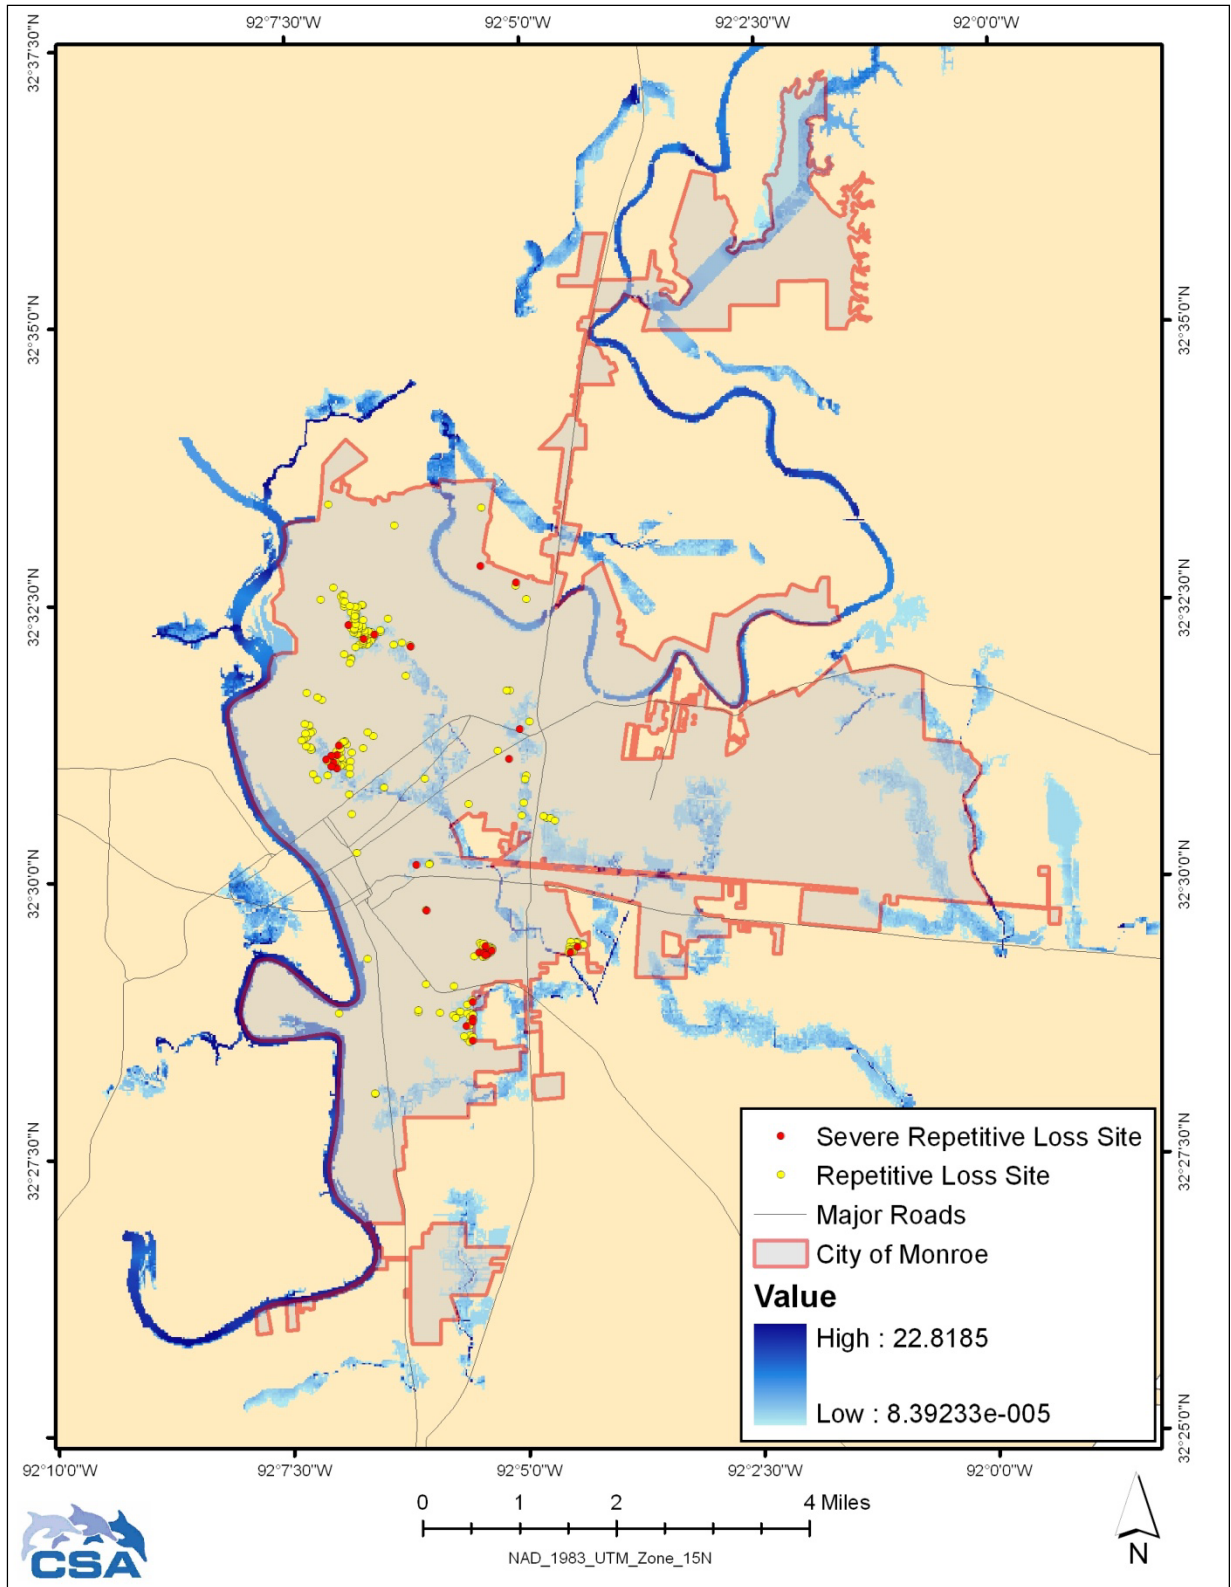 92°7'30"W 92°5'0"W 92°2'30"W 92°0'0"W
32°37'30"N
32°35'0"N
32°35'0"N
32°32'30"N
32°32'30"N
32°30'0"N
32°30'0"N
32°27'30"N
32°27'30"N
32°25'0"N
Severe Repetitive Loss Site
Repetitive Loss Site
Major Roads
City of Monroe
Value
High : 22.8185
Low : 8.39233e-005
92°10'0"W 92°7'30"W 92°5'0"W 92°2'30"W 92°0'0"W
0 1 2 4 Miles
NAD_1983_UTM_Zone_15N
CSA
N